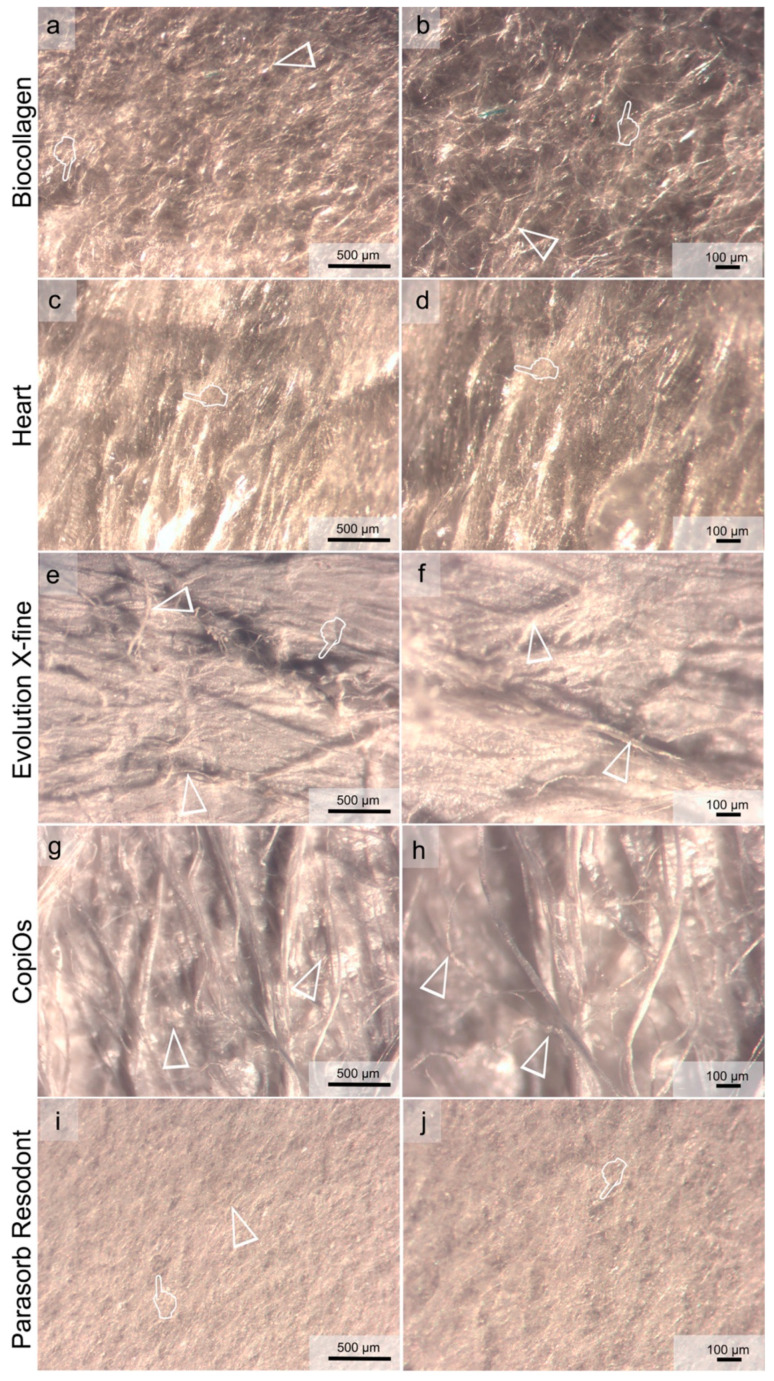 Biocollagen
a
500 µm
b
100 µm
Heart
c
500 µm
d
100 µm
Evolution X-fine
e
500 µm
f
100 µm
CopiOs
g
500 µm
h
100 µm
Parasorb Resodont
i
500 µm
j
100 µm